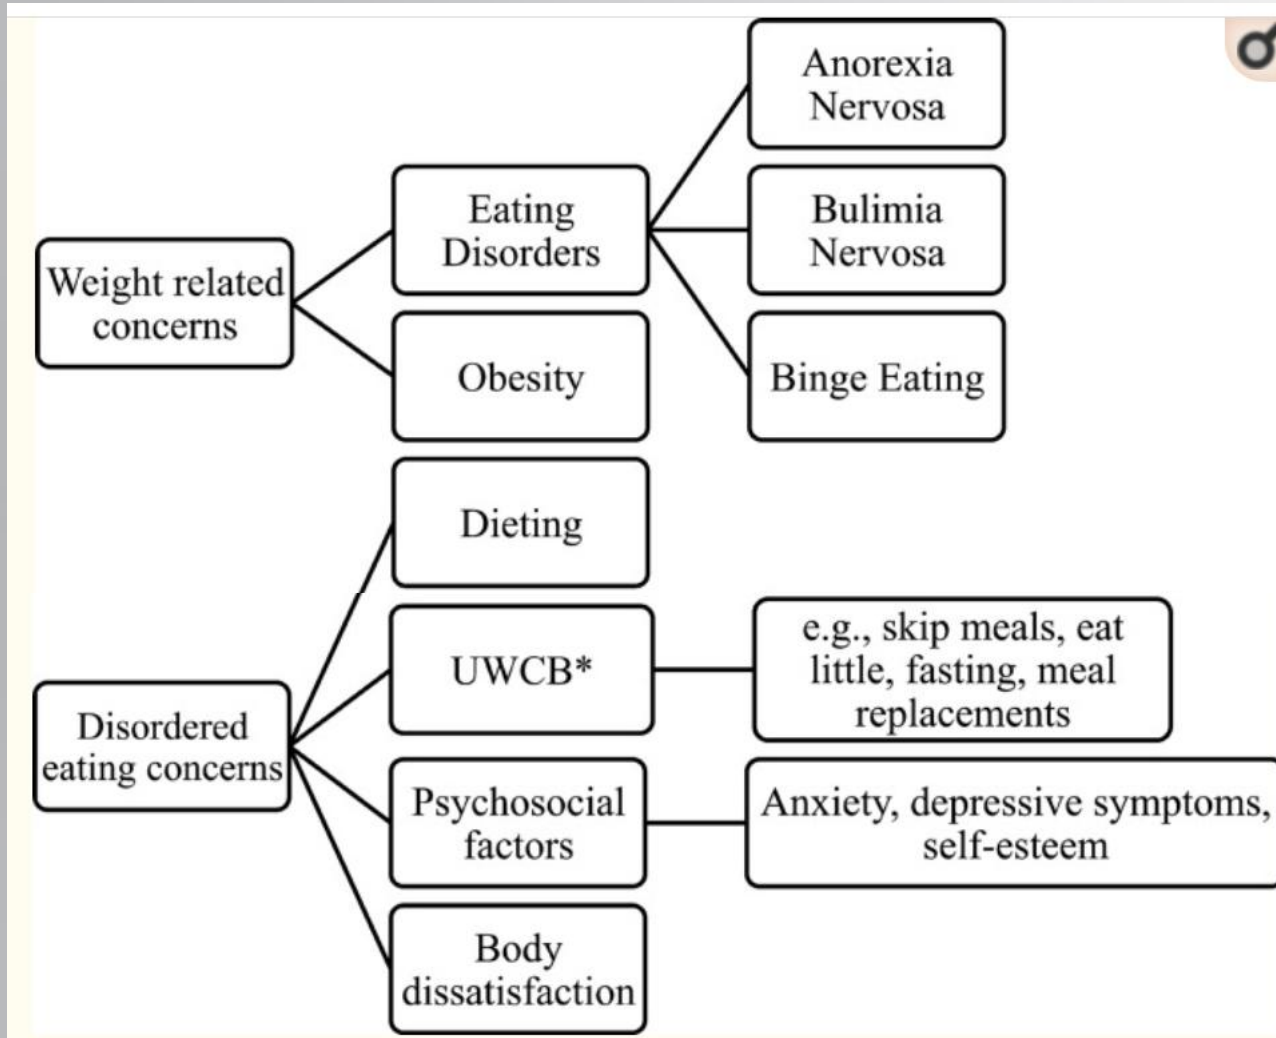 Anorexia
Nervosa
Eating
Disorders
Bulimia
Nervosa
Weight related
concerns
Obesity
Binge Eating
Dieting
UWCB*
e.g., skip meals, eat
little, fasting, meal
replacements
Disordered
eating concerns
Psychosocial
factors
Anxiety, depressive symptoms,
self-esteem
Body
dissatisfaction